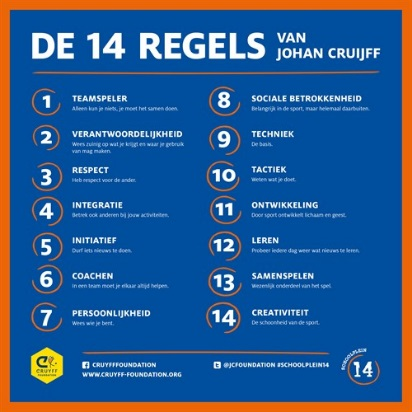 DE 14 REGELS VAN
JOHAN CRUIJFF
1 TEAMSPELER
Alleen kun je niets, je moet het samen doen.
2 VERANTWOORDELIJKHEID
Wees zuinig op wat je krijgt en waar je gebruik
van mag maken.
3 RESPECT
Heb respect voor de ander.
4 INTEGRATIE
Betrek ook anderen bij jouw activiteiten.
5 INITIATIEF
Durf iets nieuws te doen.
6 COACHEN
In een team moet je elkaar altijd helpen.
7 PERSOONLIJKHEID
Wees wie je bent.
8 SOCIALE BETROKKENHEID
Belangrijk in de sport, maar helemaal daarbuiten.
9 TECHNIEK
De basis.
10 TACTIEK
Weten wat je doet.
11 ONTWIKKELING
Door sport ontwikkelt lichaam en geest.
12 LEREN
Probeer iedere dag weer wat nieuws te leren.
13 SAMENSPELEN
Wezenlijk onderdeel van het spel.
14 CREATIVITEIT
De schoonheid van de sport.
CRUYFF
FOUNDATION
CRUYFFFOUNDATION
WWW.CRUYFF-FOUNDATION.ORG
@JCFOUNDATION #SCHOOLPLEIN14
SCHOOLPLEIN
14